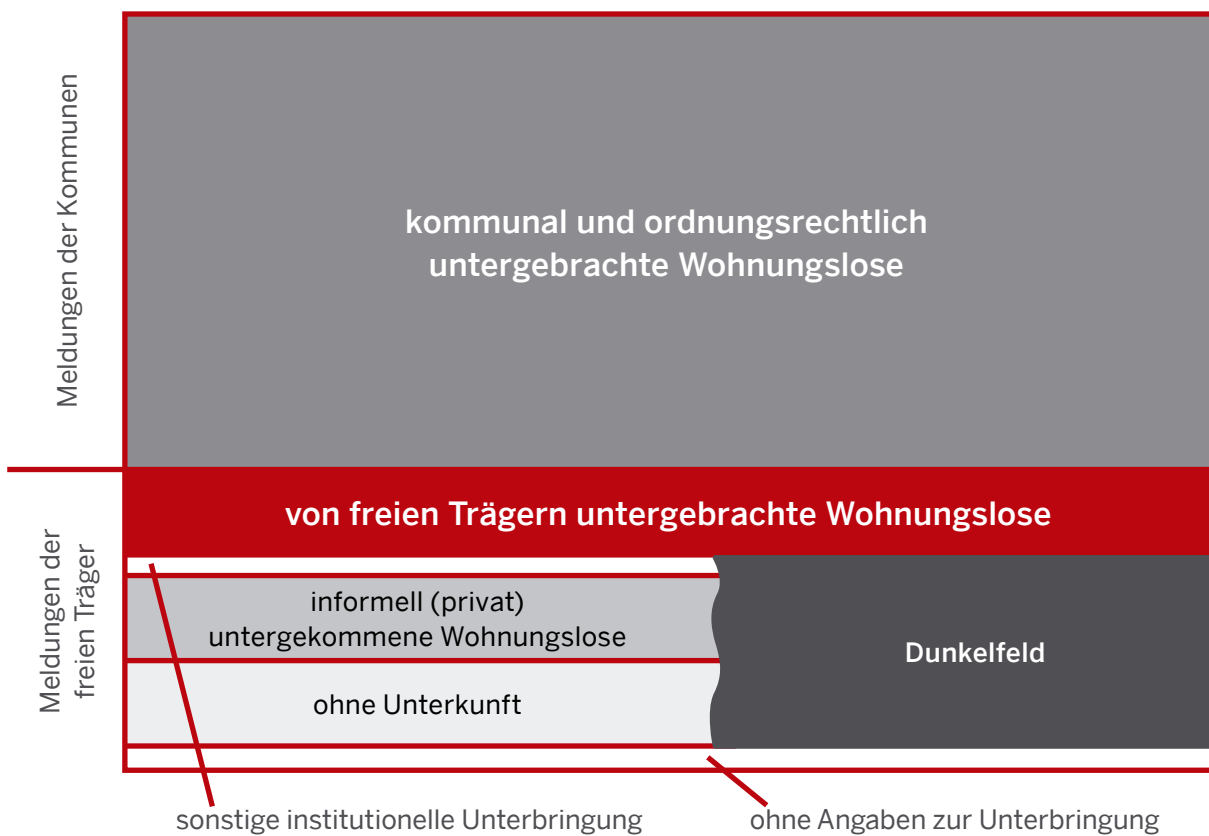 Meldungen der Kommunen
kommunal und ordnungsrechtlich
untergebrachte Wohnungslose
von freien Trägern untergebrachte Wohnungslose
Meldungen der
freien Träger
informell (privat)
untergekommene Wohnungslose
Dunkelfeld
ohne Unterkunft
sonstige institutionelle Unterbringung
ohne Angaben zur Unterbringung